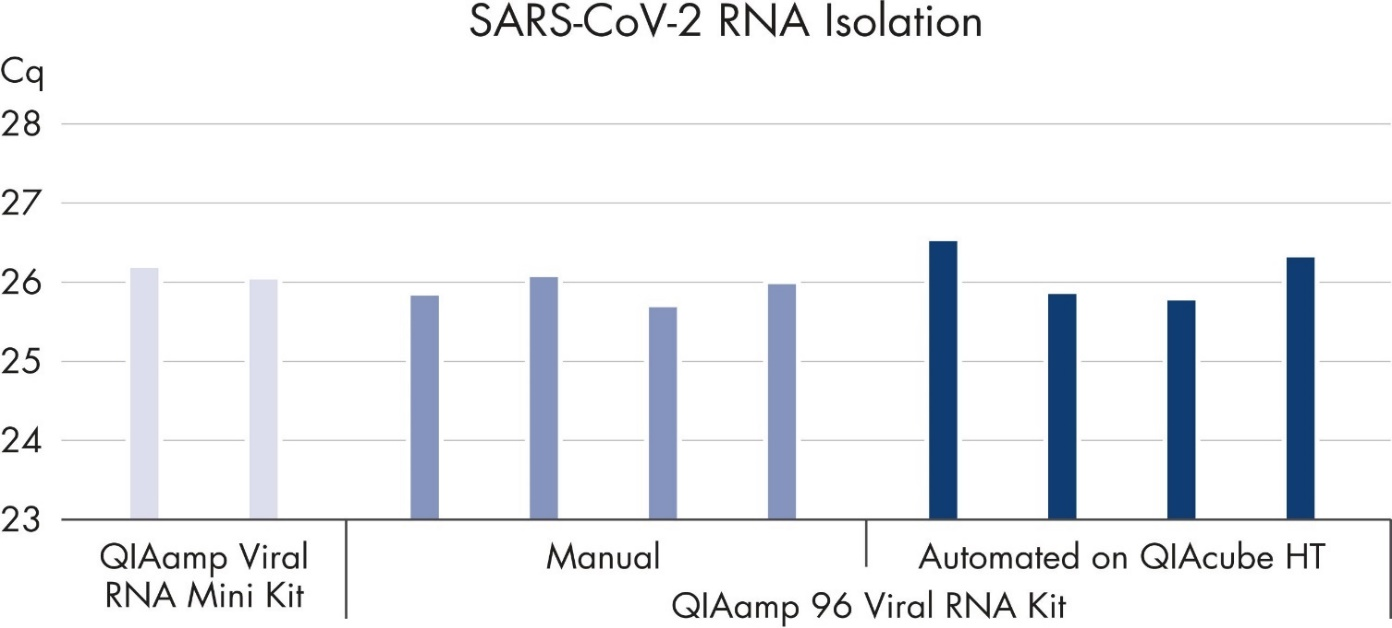 SARS-CoV-2 RNA Isolation
Cq
28
27
26
25
24
23
QIAamp Viral
RNA Mini Kit
Manual
Automated on QIAcube HT
QIAamp 96 Viral RNA Kit